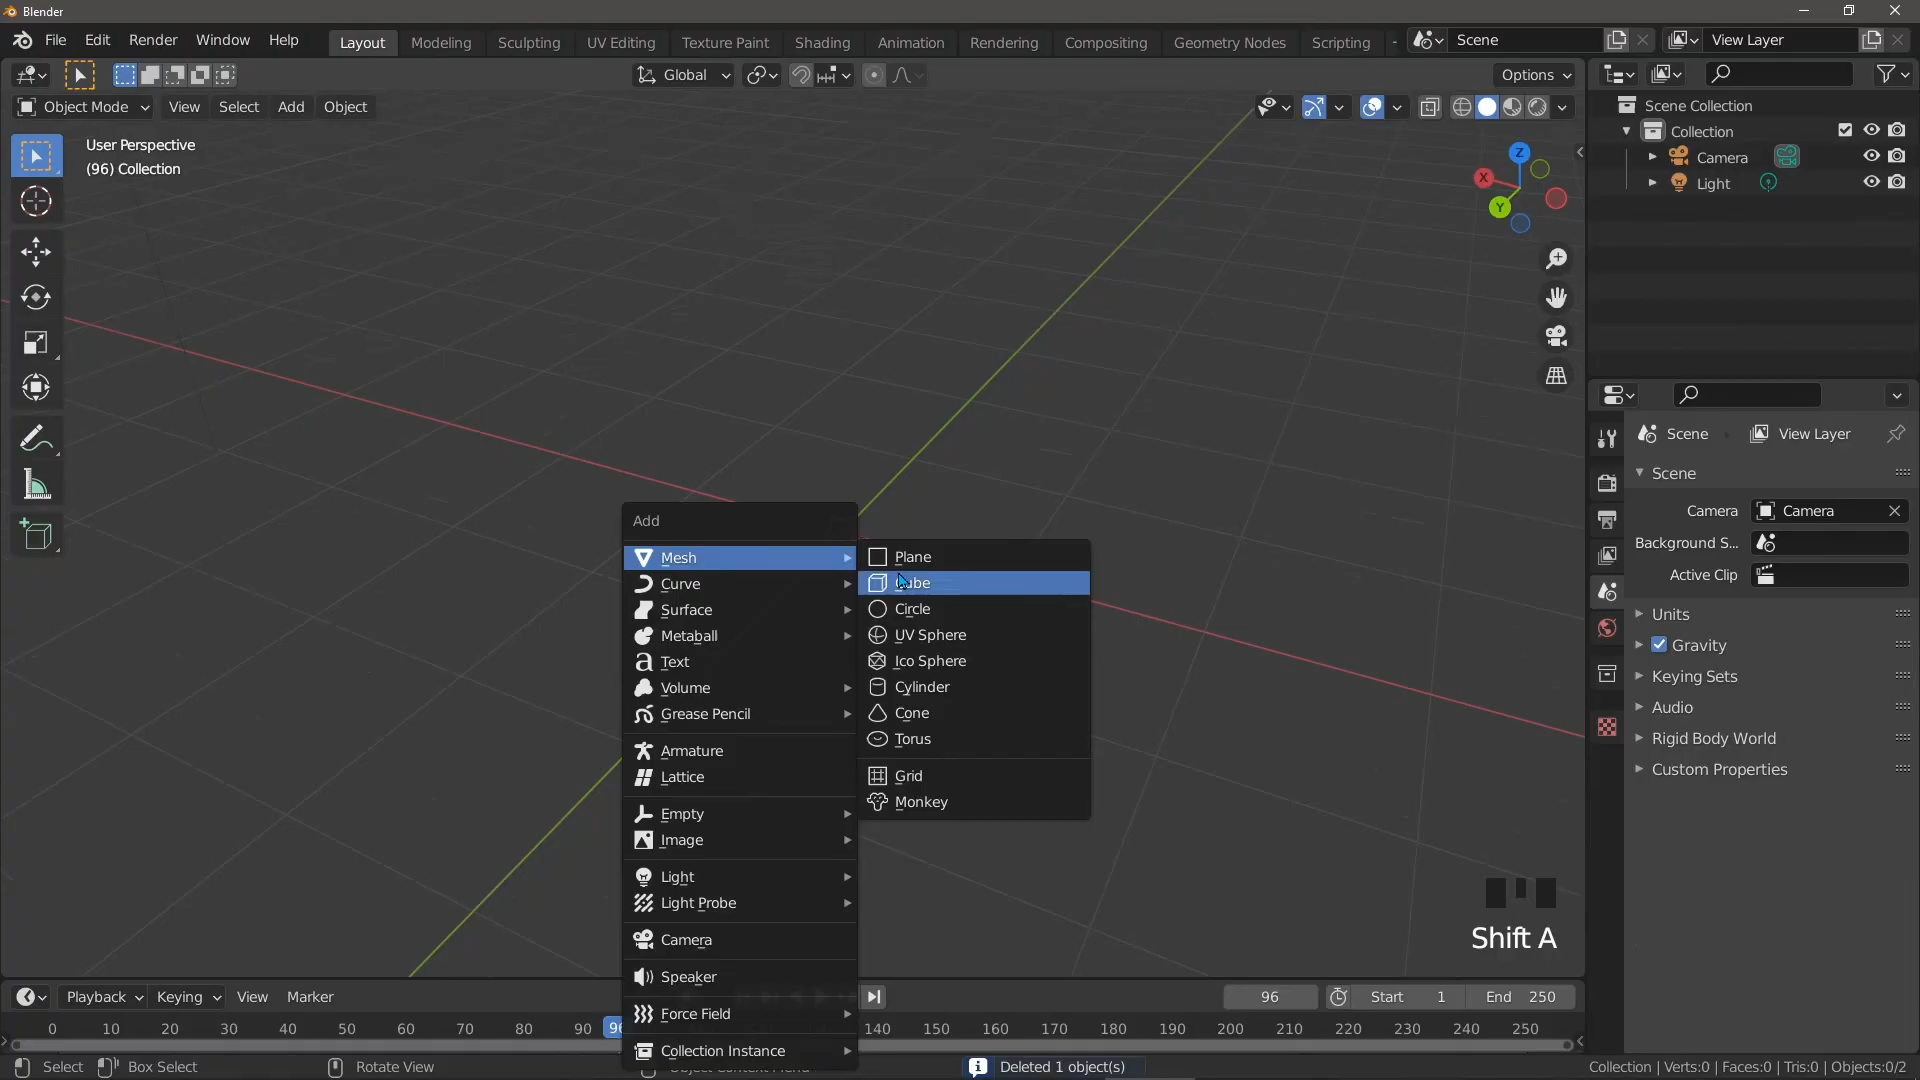 Blender
File Edit Render Window Help Layout Modeling Sculpting UV Editing Texture Paint Shading Animation Rendering Compositing Geometry Nodes Scripting Scene View Layer
Global Options
Object Mode View Select Add Object
User Perspective
(96) Collection
Z
X
Y
Scene Collection
Collection
Camera
Light
Scene View Layer
Scene
Camera Camera
Background S...
Active Clip
Units
Gravity
Keying Sets
Audio
Rigid Body World
Custom Properties
Add
Mesh
Curve
Surface
Metaball
Text
Volume
Grease Pencil
Armature
Lattice
Empty
Image
Light
Light Probe
Camera
Speaker
Force Field
Collection Instance
Plane
Cube
Circle
UV Sphere
Ico Sphere
Cylinder
Cone
Torus
Grid
Monkey
Shift A
Playback Keying View Marker 96 Start 1 End 250
0 10 20 30 40 50 60 70 80 90 96 140 150 160 170 180 190 200 210 220 230 240 250
Select Box Select Rotate View Deleted 1 object(s) Collection | Verts:0 | Faces:0 | Tris:0 | Objects:0/2